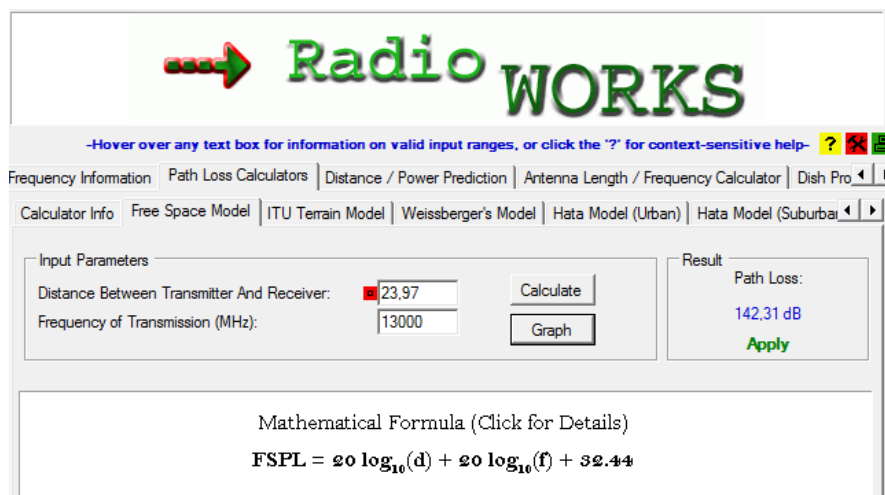 Radio WORKS
-Hover over any text box for information on valid input ranges, or click the '?' for context-sensitive help- ?
Frequency Information Path Loss Calculators Distance / Power Prediction Antenna Length / Frequency Calculator Dish Pro
Calculator Info Free Space Model ITU Terrain Model Weissberger's Model Hata Model (Urban) Hata Model (Suburba
Input Parameters
Distance Between Transmitter And Receiver: 23,97
Frequency of Transmission (MHz): 13000
Calculate
Graph
Result
Path Loss:
142,31 dB
Apply
Mathematical Formula (Click for Details)
FSPL = 20 log₁₀(d) + 20 log₁₀(f) + 32.44